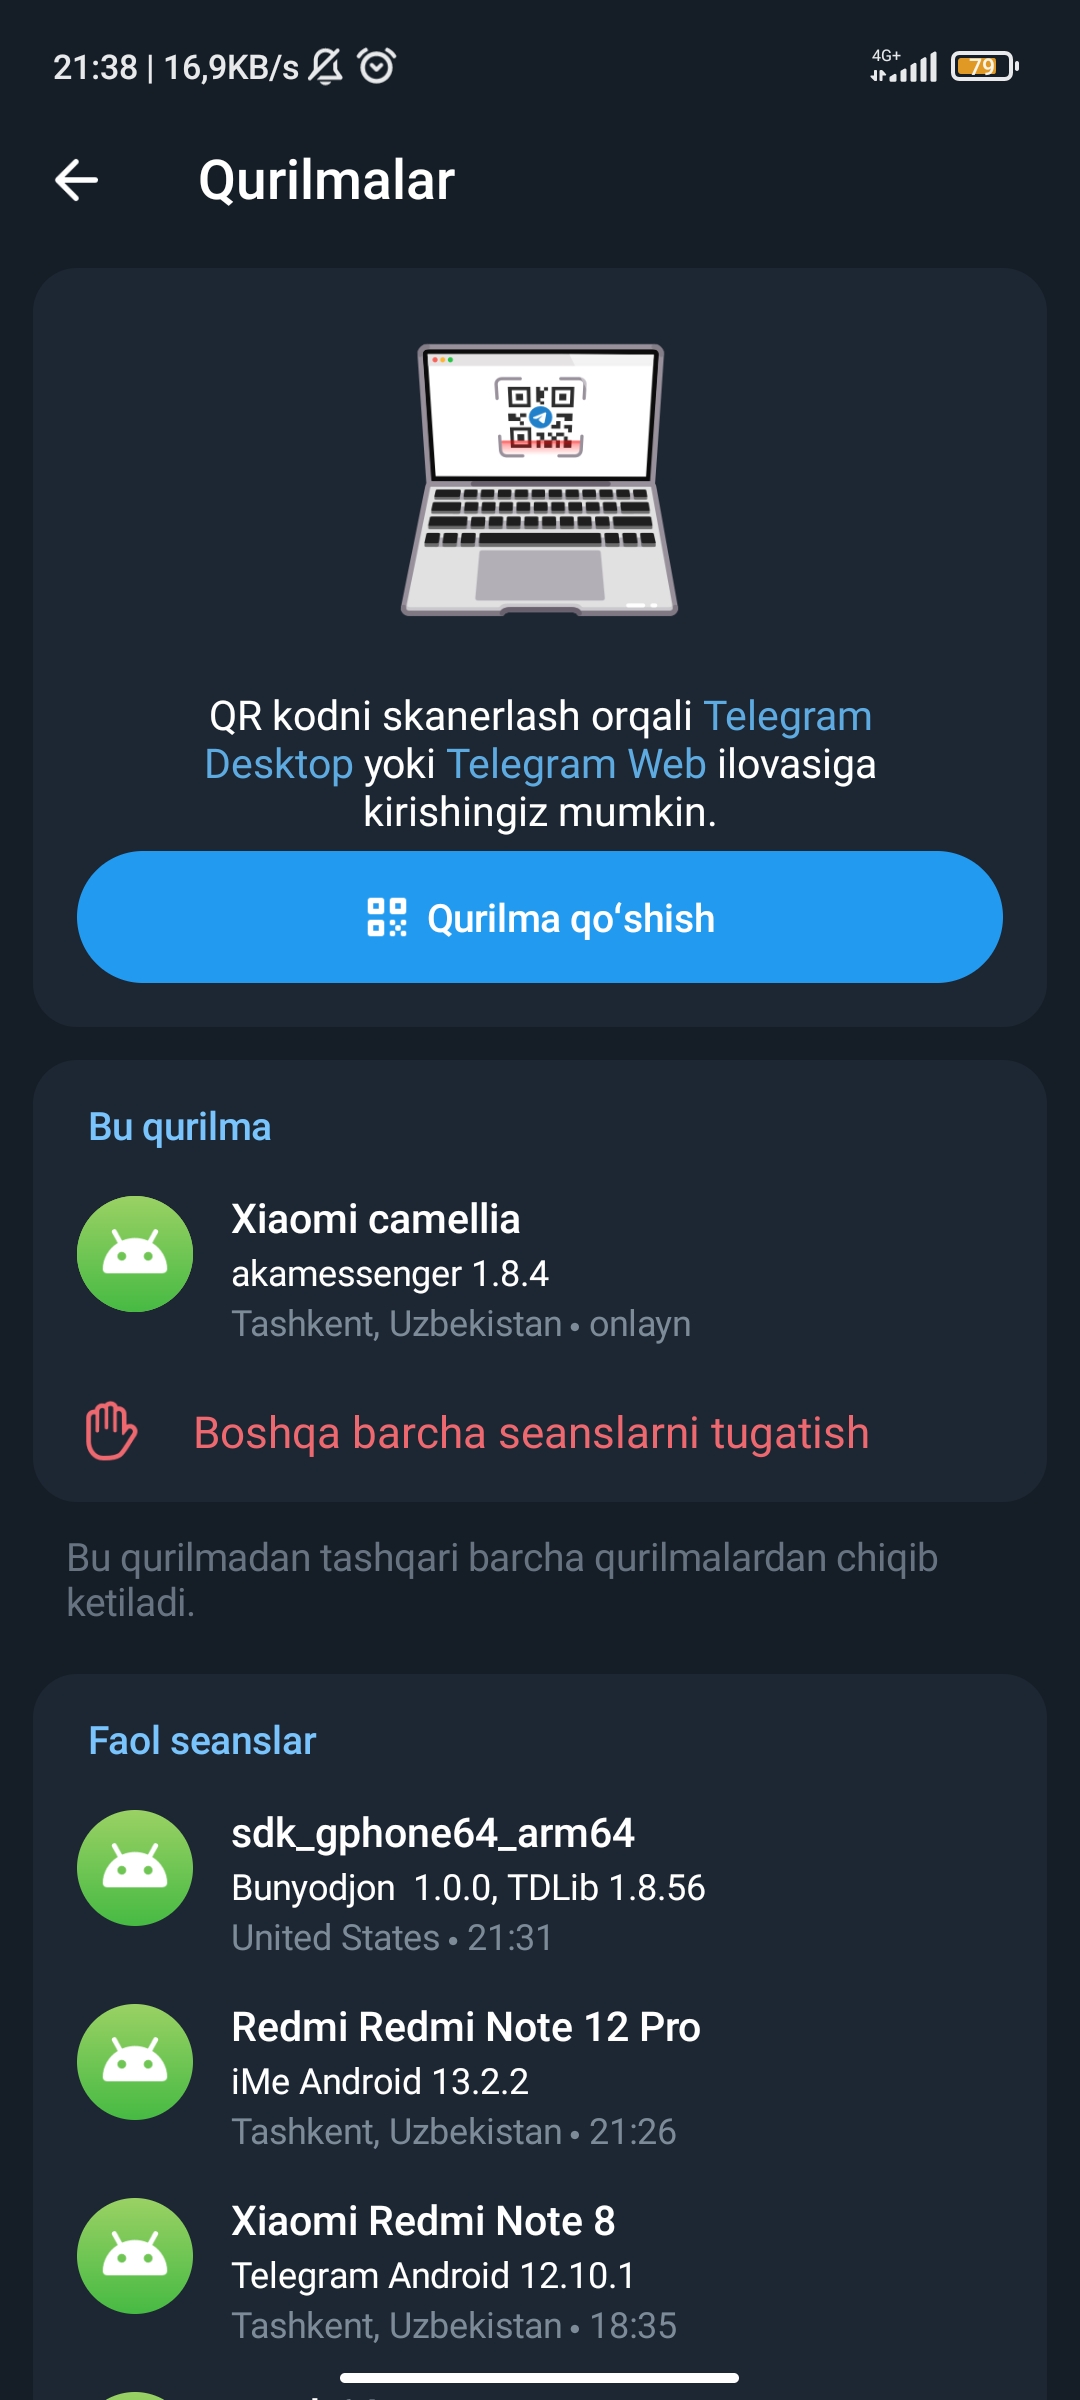 21:38 | 16,9KB/s
4G+
79
Qurilmalar
QR kodni skanerlash orqali Telegram
Desktop yoki Telegram Web ilovasiga
kirishingiz mumkin.
Qurilma qo‘shish
Bu qurilma
Xiaomi camellia
akamessenger 1.8.4
Tashkent, Uzbekistan • onlayn
Boshqa barcha seanslarni tugatish
Bu qurilmadan tashqari barcha qurilmalardan chiqib
ketiladi.
Faol seanslar
sdk_gphone64_arm64
Bunyodjon  1.0.0, TDLib 1.8.56
United States • 21:31
Redmi Redmi Note 12 Pro
iMe Android 13.2.2
Tashkent, Uzbekistan • 21:26
Xiaomi Redmi Note 8
Telegram Android 12.10.1
Tashkent, Uzbekistan • 18:35